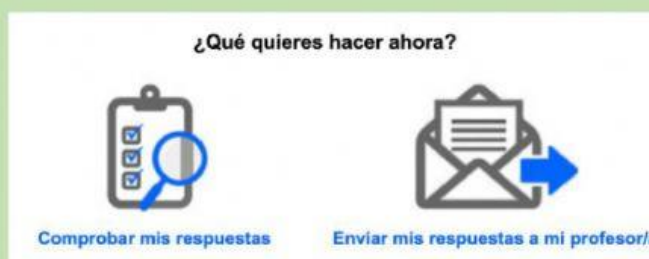 ¿Qué quieres hacer ahora?
Comprobar mis respuestas
Enviar mis respuestas a mi profesor/